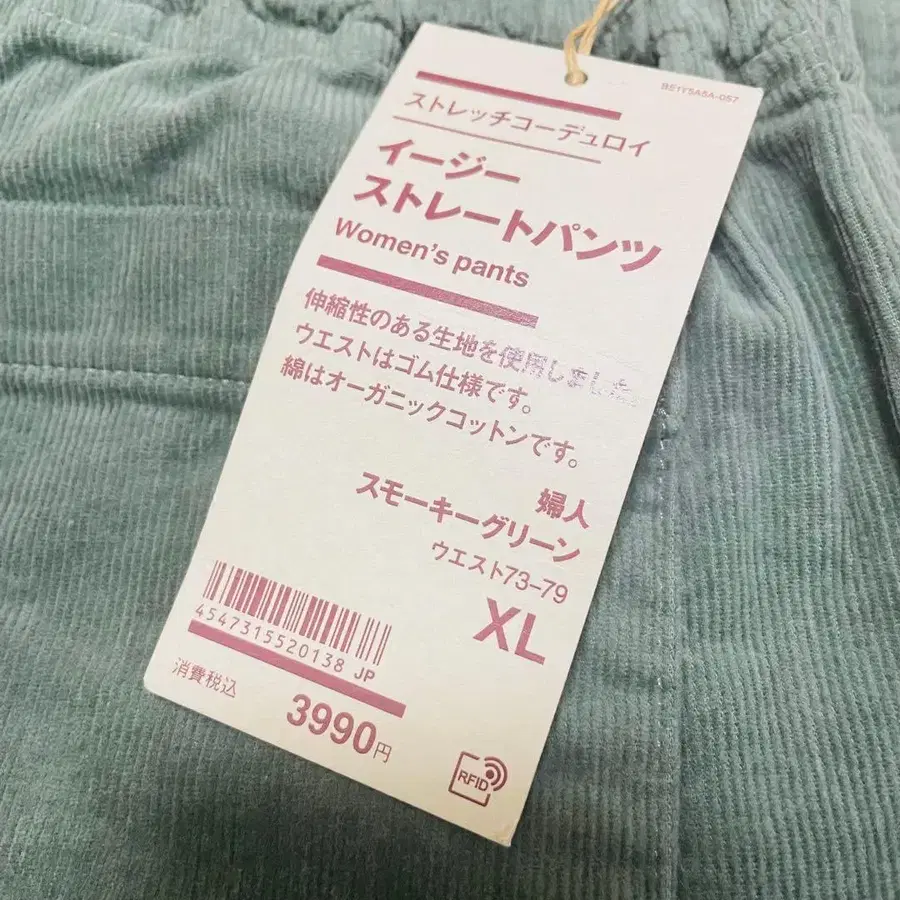 BE1F5A5A-057
ストレッチコーデュロイ
イージー
ストレートパンツ
Women's pants
伸縮性のある生地を使用しました。
ウエストはゴム仕様です。
綿はオーガニックコットンです。
婦人
スモーキーグリーン
ウエスト73-79
XL
4547315520138 JP
消費税込
3990円
RFID